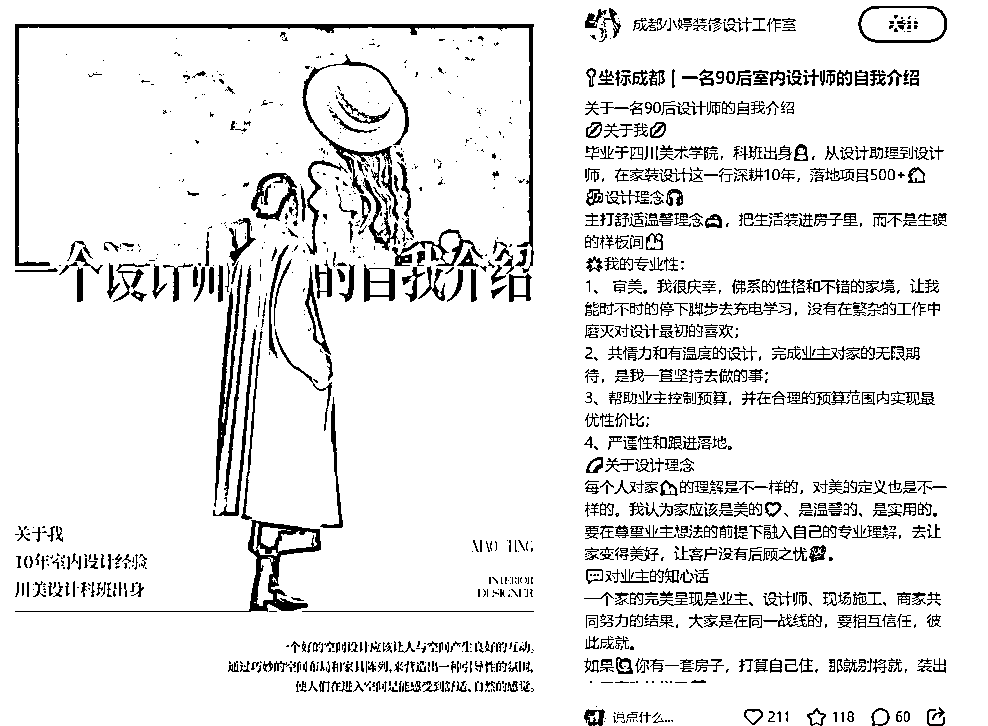 一个设计师的自我介绍
关于我
10年室内设计经验
川美设计科班出身
XIAO TING
INTERIOR
DESIGNER
一个好的空间设计应该让人与空间产生良好的互动,
通过巧妙的空间布局和家具陈列,来营造出一种引导性的氛围,
使人们在进入空间是能感受到舒适、自然的感觉。
成都小婷装修设计工作室
坐标成都 | 一名90后室内设计师的自我介绍
关于一名90后设计师的自我介绍
关于我
毕业于四川美术学院，科班出身，从设计助理到设计
师，在家装设计这一行深耕10年，落地项目500+
设计理念
主打舒适温馨理念，把生活装进房子里，而不是生硬
的样板间
我的专业性：
1、 审美。我很庆幸，佛系的性格和不错的家境，让我
能时不时的停下脚步去充电学习，没有在繁杂的工作中
磨灭对设计最初的喜欢；
2、共情力和有温度的设计，完成业主对家的无限期
待，是我一直坚持去做的事；
3、帮助业主控制预算，并在合理的预算范围内实现最
优性价比；
4、严谨性和跟进落地。
关于设计理念
每个人对家的理解是不一样的，对美的定义也是不一
样的。我认为家应该是美的、是温馨的、是实用的。
要在尊重业主想法的前提下融入自己的专业理解，去让
家变得美好，让客户没有后顾之忧。
对业主的知心话
一个家的完美呈现是业主、设计师、现场施工、商家共
同努力的结果，大家是在同一战线的，要相互信任，彼
此成就。
如果你有一套房子，打算自己住，那就别将就，装出
说点什么...
211
118
60